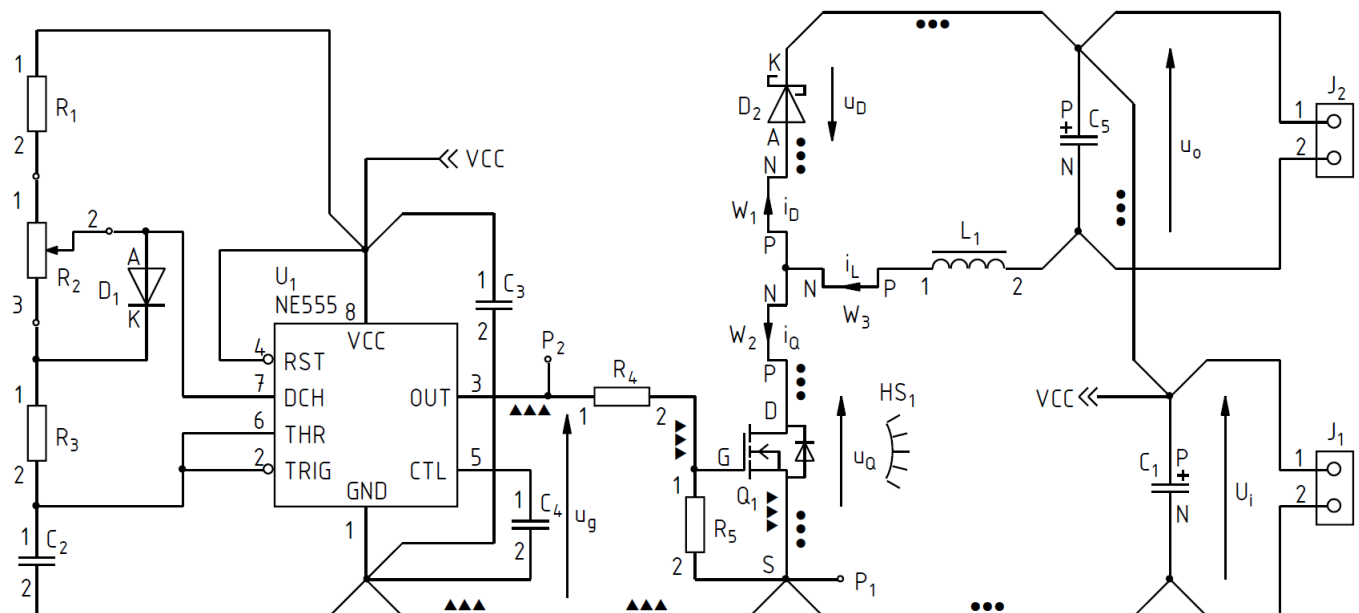 1
R1
2
1
2
R2
3
A
D1
K
1
R3
2
1
C2
2
VCC
U1
NE555
8
VCC
4
RST
7
DCH
OUT
3
6
THR
2
TRIG
CTL
5
GND
1
1
C3
2
1
C4
2
P2
ug
R4
1
2
G
1
R5
2
K
D2
A
N
uD
W1
iD
P
N
iL
P
W3
N
W2
iQ
P
D
Q1
S
P1
uQ
HS1
L1
1
2
P
+
C5
N
uo
J2
1
2
VCC
C1
P
+
N
Ui
J1
1
2